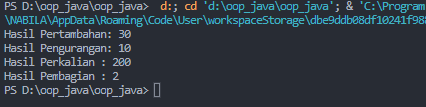 PS D:\oop_java\oop_java>  d:; cd 'd:\oop_java\oop_java'; & 'C:\Program
\NABILA\AppData\Roaming\Code\User\workspaceStorage\dbe9ddb08df10241f98
Hasil Pertambahan: 30
Hasil Pengurangan: 10
Hasil Perkalian : 200
Hasil Pembagian : 2
PS D:\oop_java\oop_java>